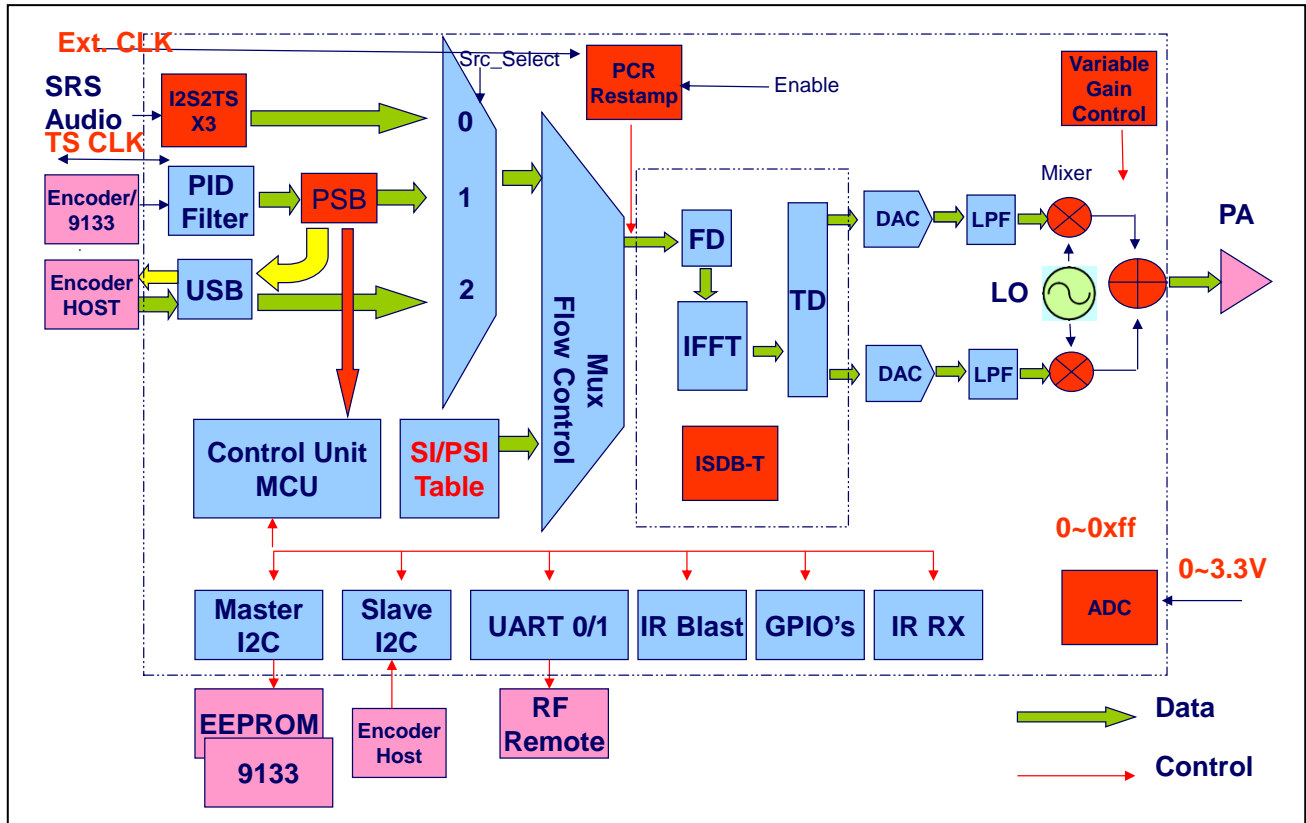 Ext. CLK
Src_Select
SRS
Audio
I2S2TS
X3
PCR
Restamp
Enable
Variable
Gain
Control
TS CLK
0
1
2
Encoder/
9133
PID
Filter
PSB
Encoder
HOST
USB
Mux
Flow Control
FD
IFFT
TD
ISDB-T
DAC
LPF
Mixer
LO
PA
DAC
LPF
Control Unit
MCU
SI/PSI
Table
0~0xff
0~3.3V
ADC
Master
I2C
Slave
I2C
UART 0/1
IR Blast
GPIO's
IR RX
EEPROM
9133
Encoder
Host
RF
Remote
Data
Control